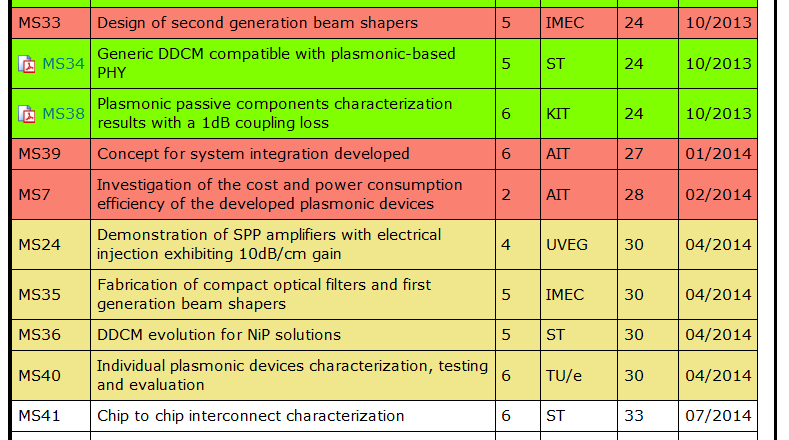 MS33 Design of second generation beam shapers 5 IMEC 24 10/2013
MS34 Generic DDCM compatible with plasmonic-based PHY 5 ST 24 10/2013
MS38 Plasmonic passive components characterization results with a 1dB coupling loss 6 KIT 24 10/2013
MS39 Concept for system integration developed 6 AIT 27 01/2014
MS7 Investigation of the cost and power consumption efficiency of the developed plasmonic devices 2 AIT 28 02/2014
MS24 Demonstration of SPP amplifiers with electrical injection exhibiting 10dB/cm gain 4 UVEG 30 04/2014
MS35 Fabrication of compact optical filters and first generation beam shapers 5 IMEC 30 04/2014
MS36 DDCM evolution for NiP solutions 5 ST 30 04/2014
MS40 Individual plasmonic devices characterization, testing and evaluation 6 TU/e 30 04/2014
MS41 Chip to chip interconnect characterization 6 ST 33 07/2014